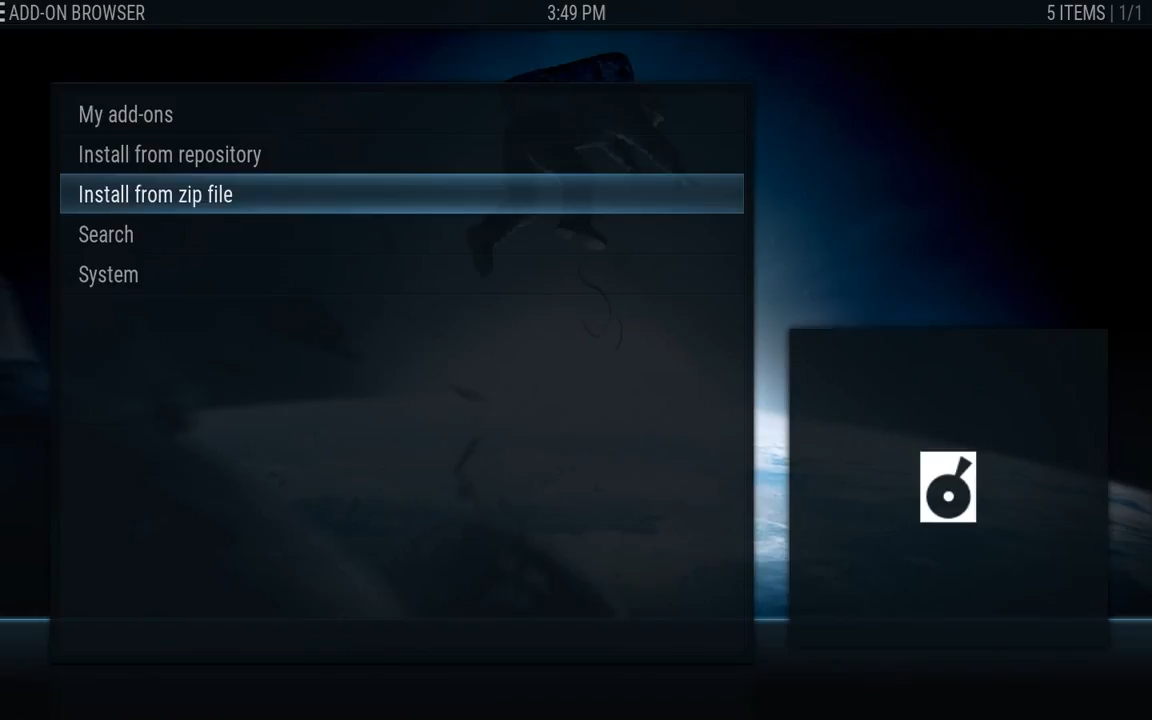 ADD-ON BROWSER
3:49 PM
5 ITEMS | 1/1
My add-ons
Install from repository
Install from zip file
Search
System